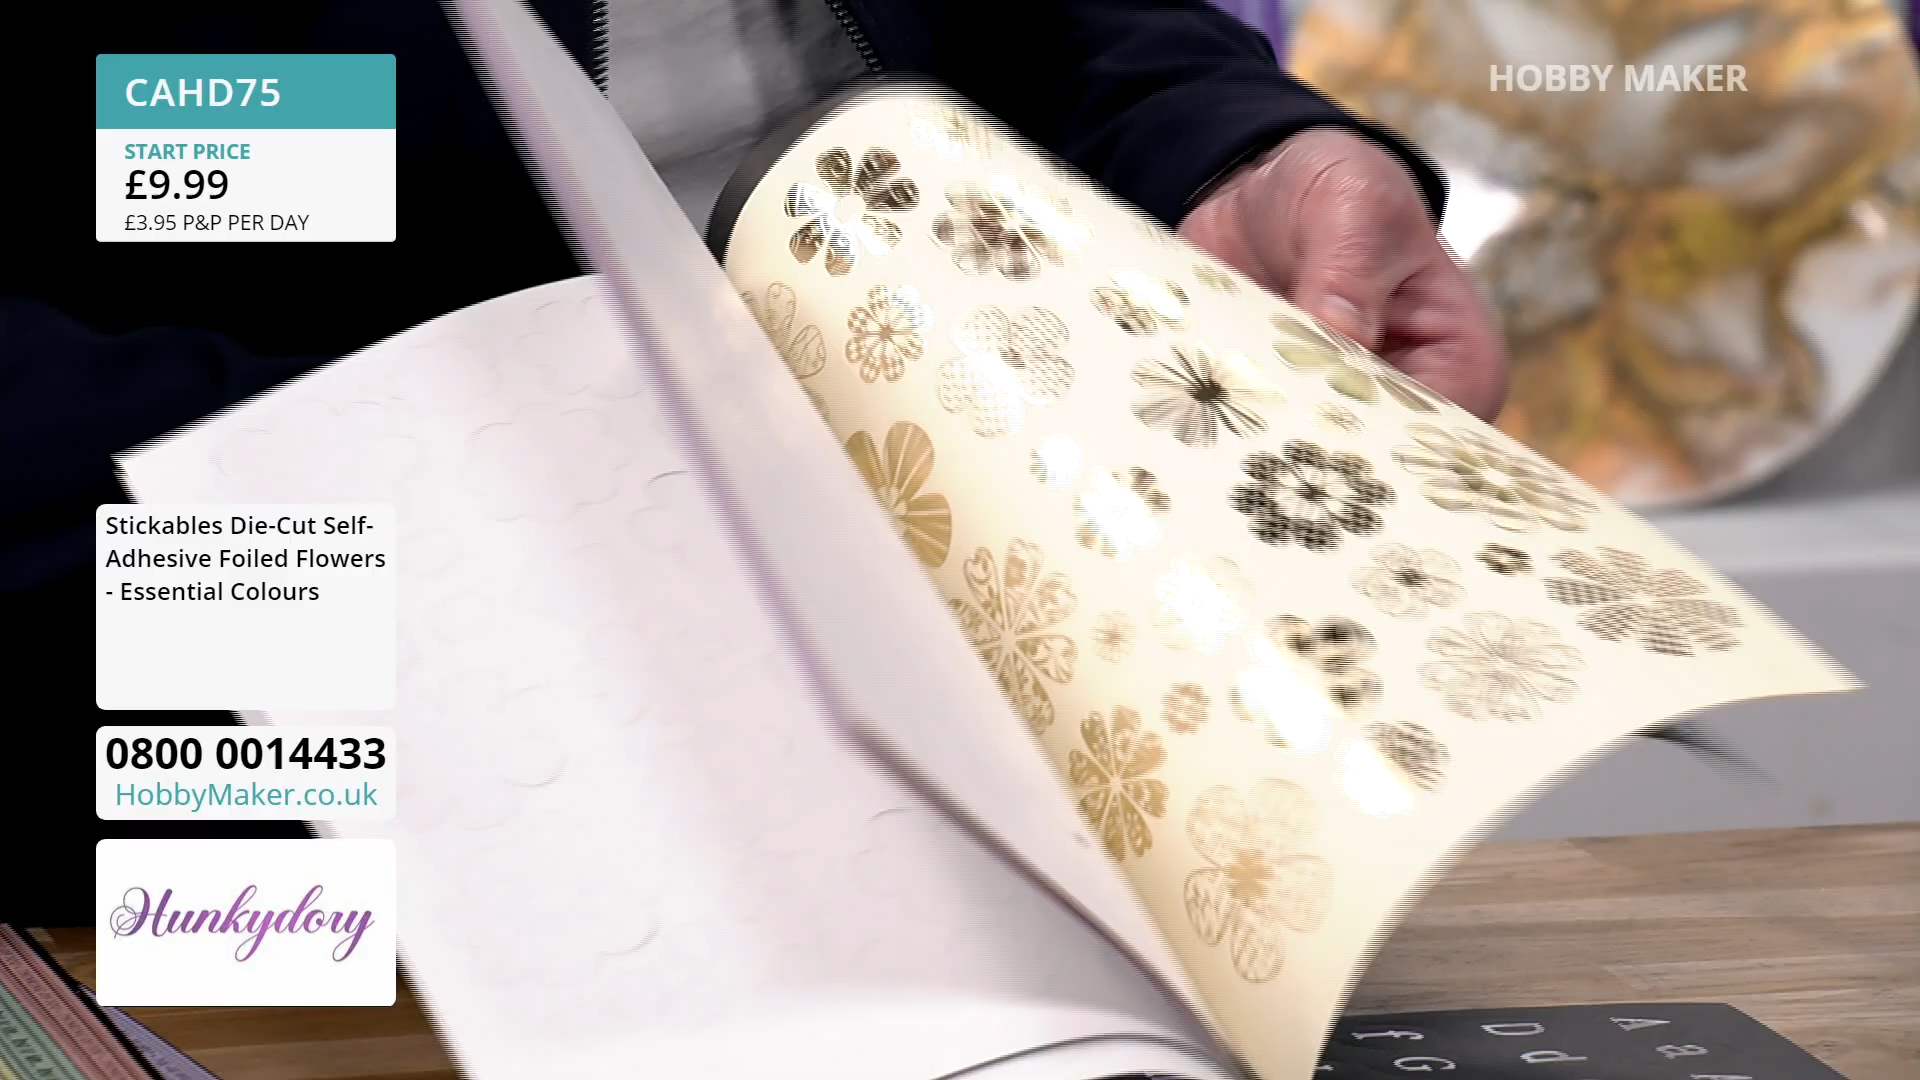 CAHD75
START PRICE
£9.99
£3.95 P&P PER DAY
HOBBY MAKER
Stickables Die-Cut Self-
Adhesive Foiled Flowers
- Essential Colours
0800 0014433
HobbyMaker.co.uk
Hunkydory
A a A
D d
f G